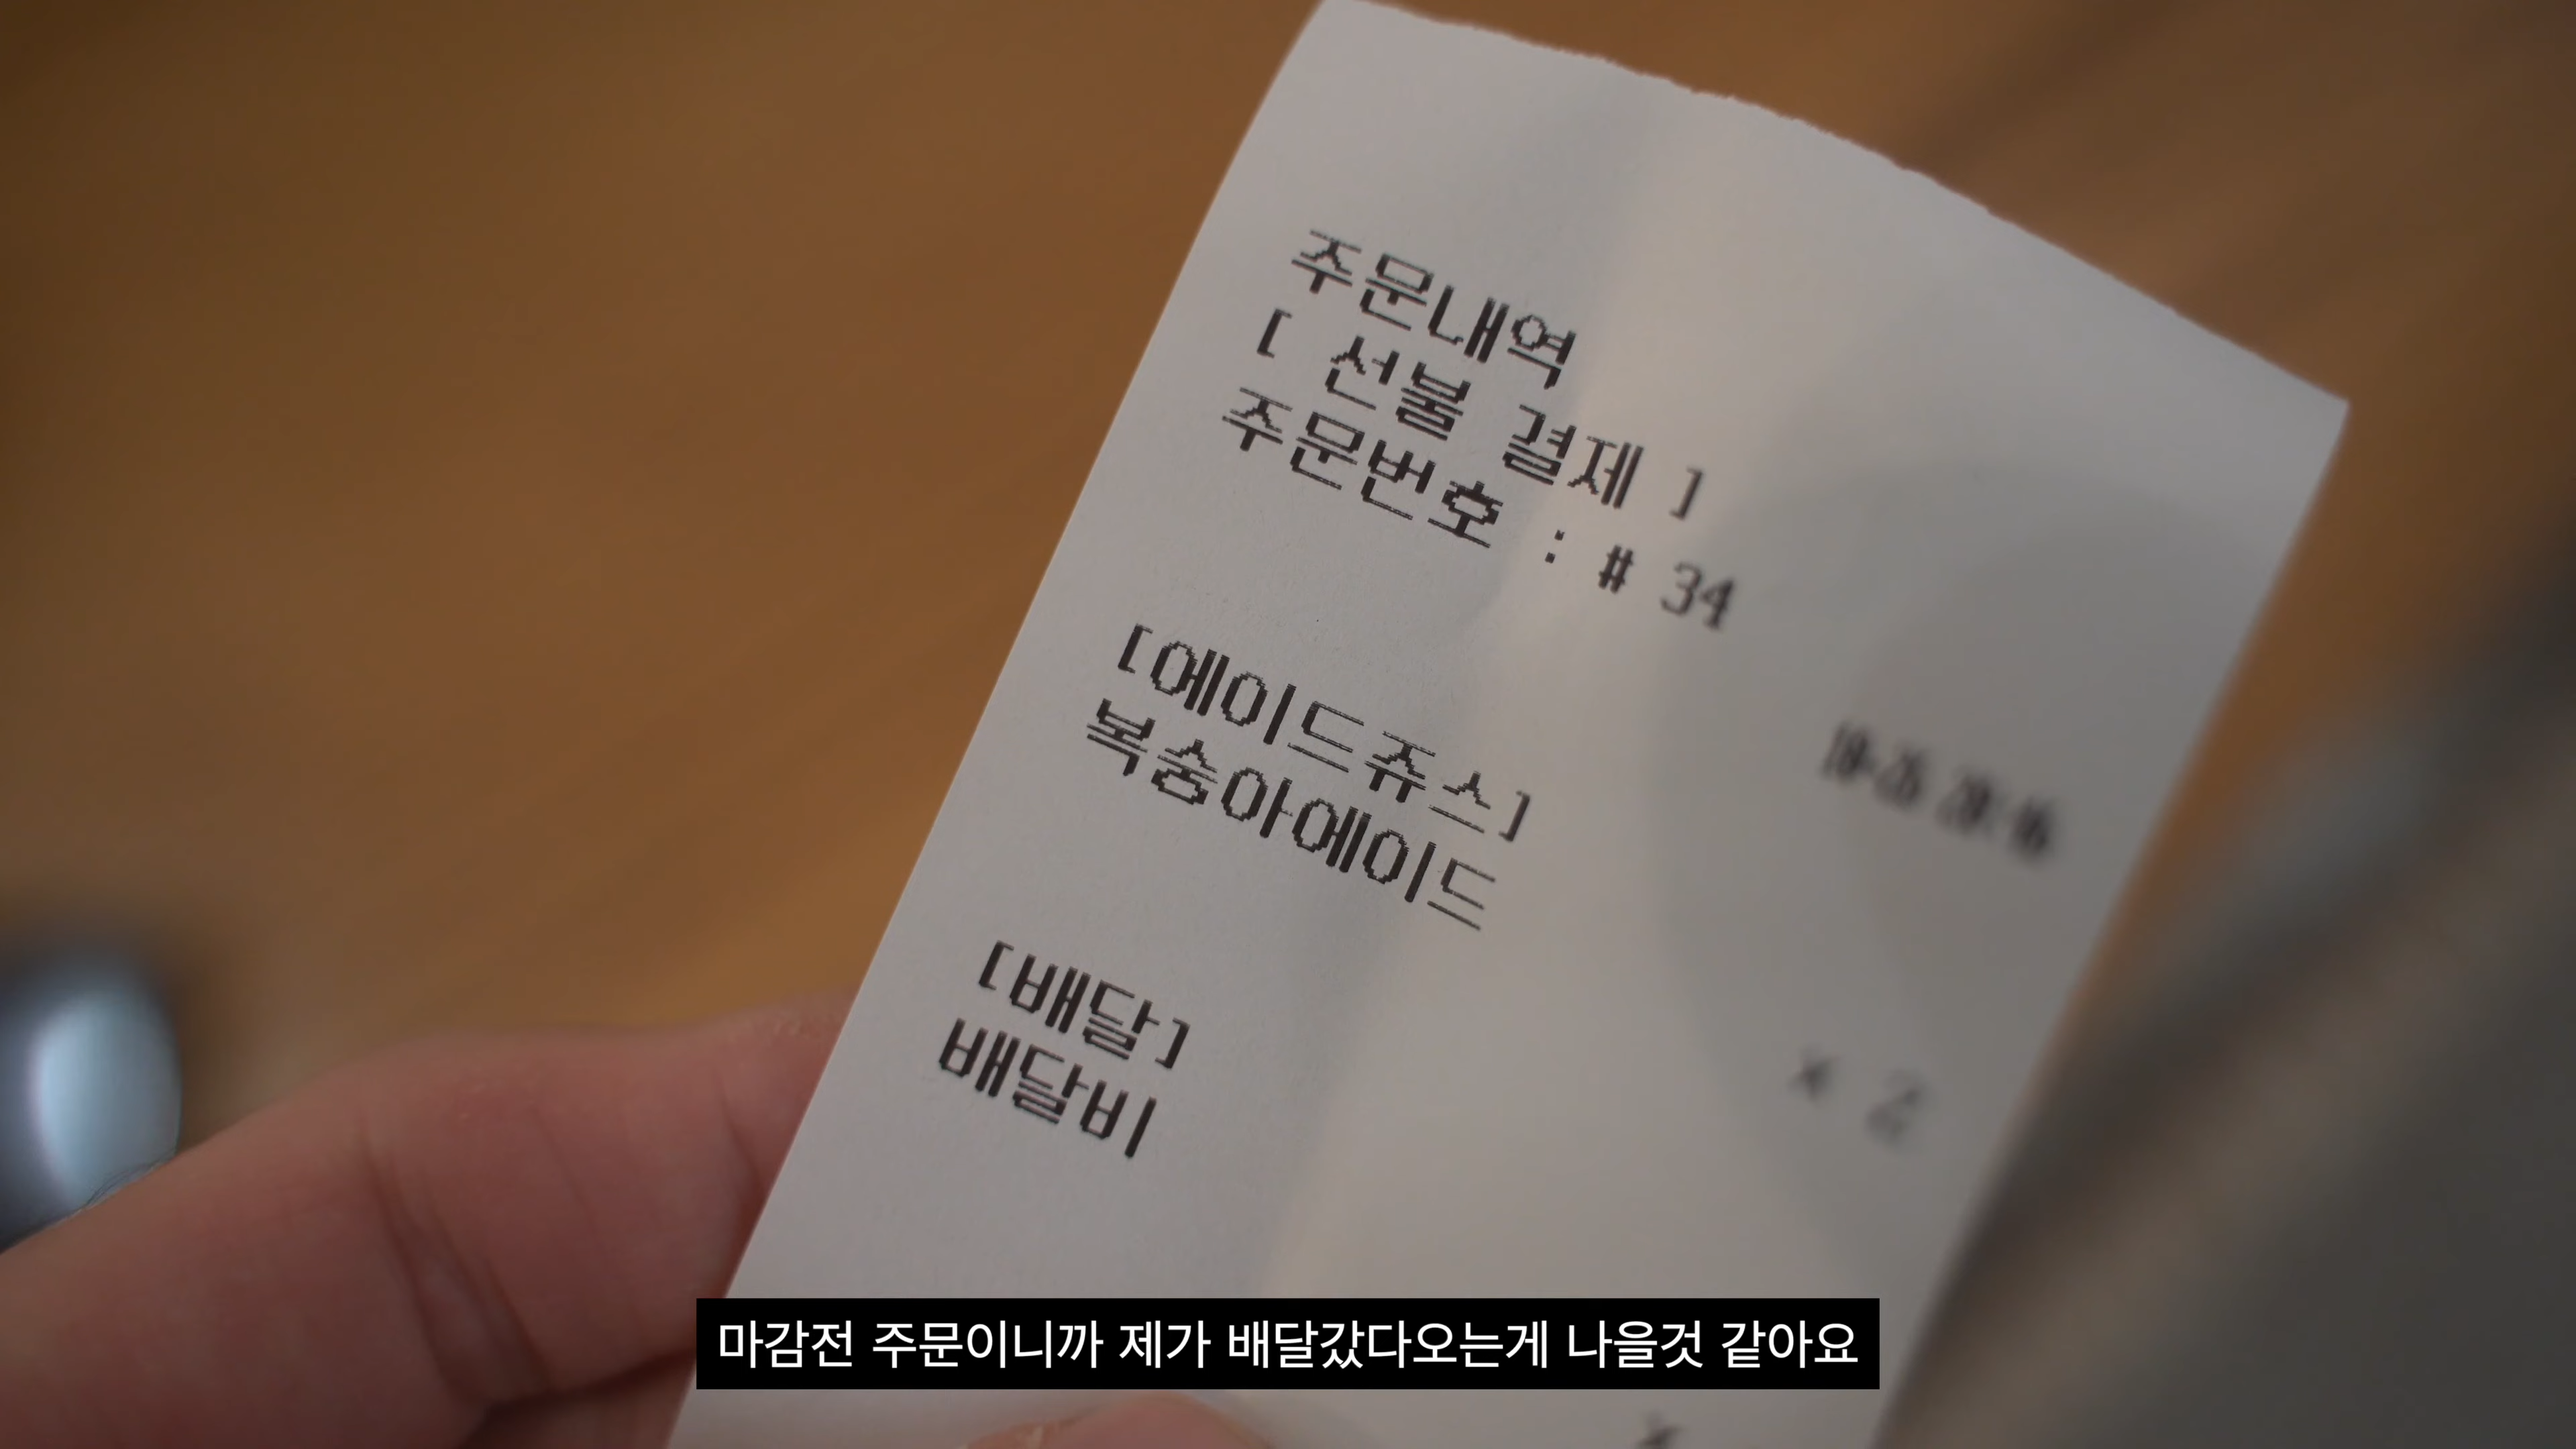 주문내역
[ 선불 결제 ]
주문번호 : # 34
[에이드쥬스]
복숭아에이드
x 2
[배달]
배달비
x
마감전 주문이니까 제가 배달갔다오는게 나을것 같아요